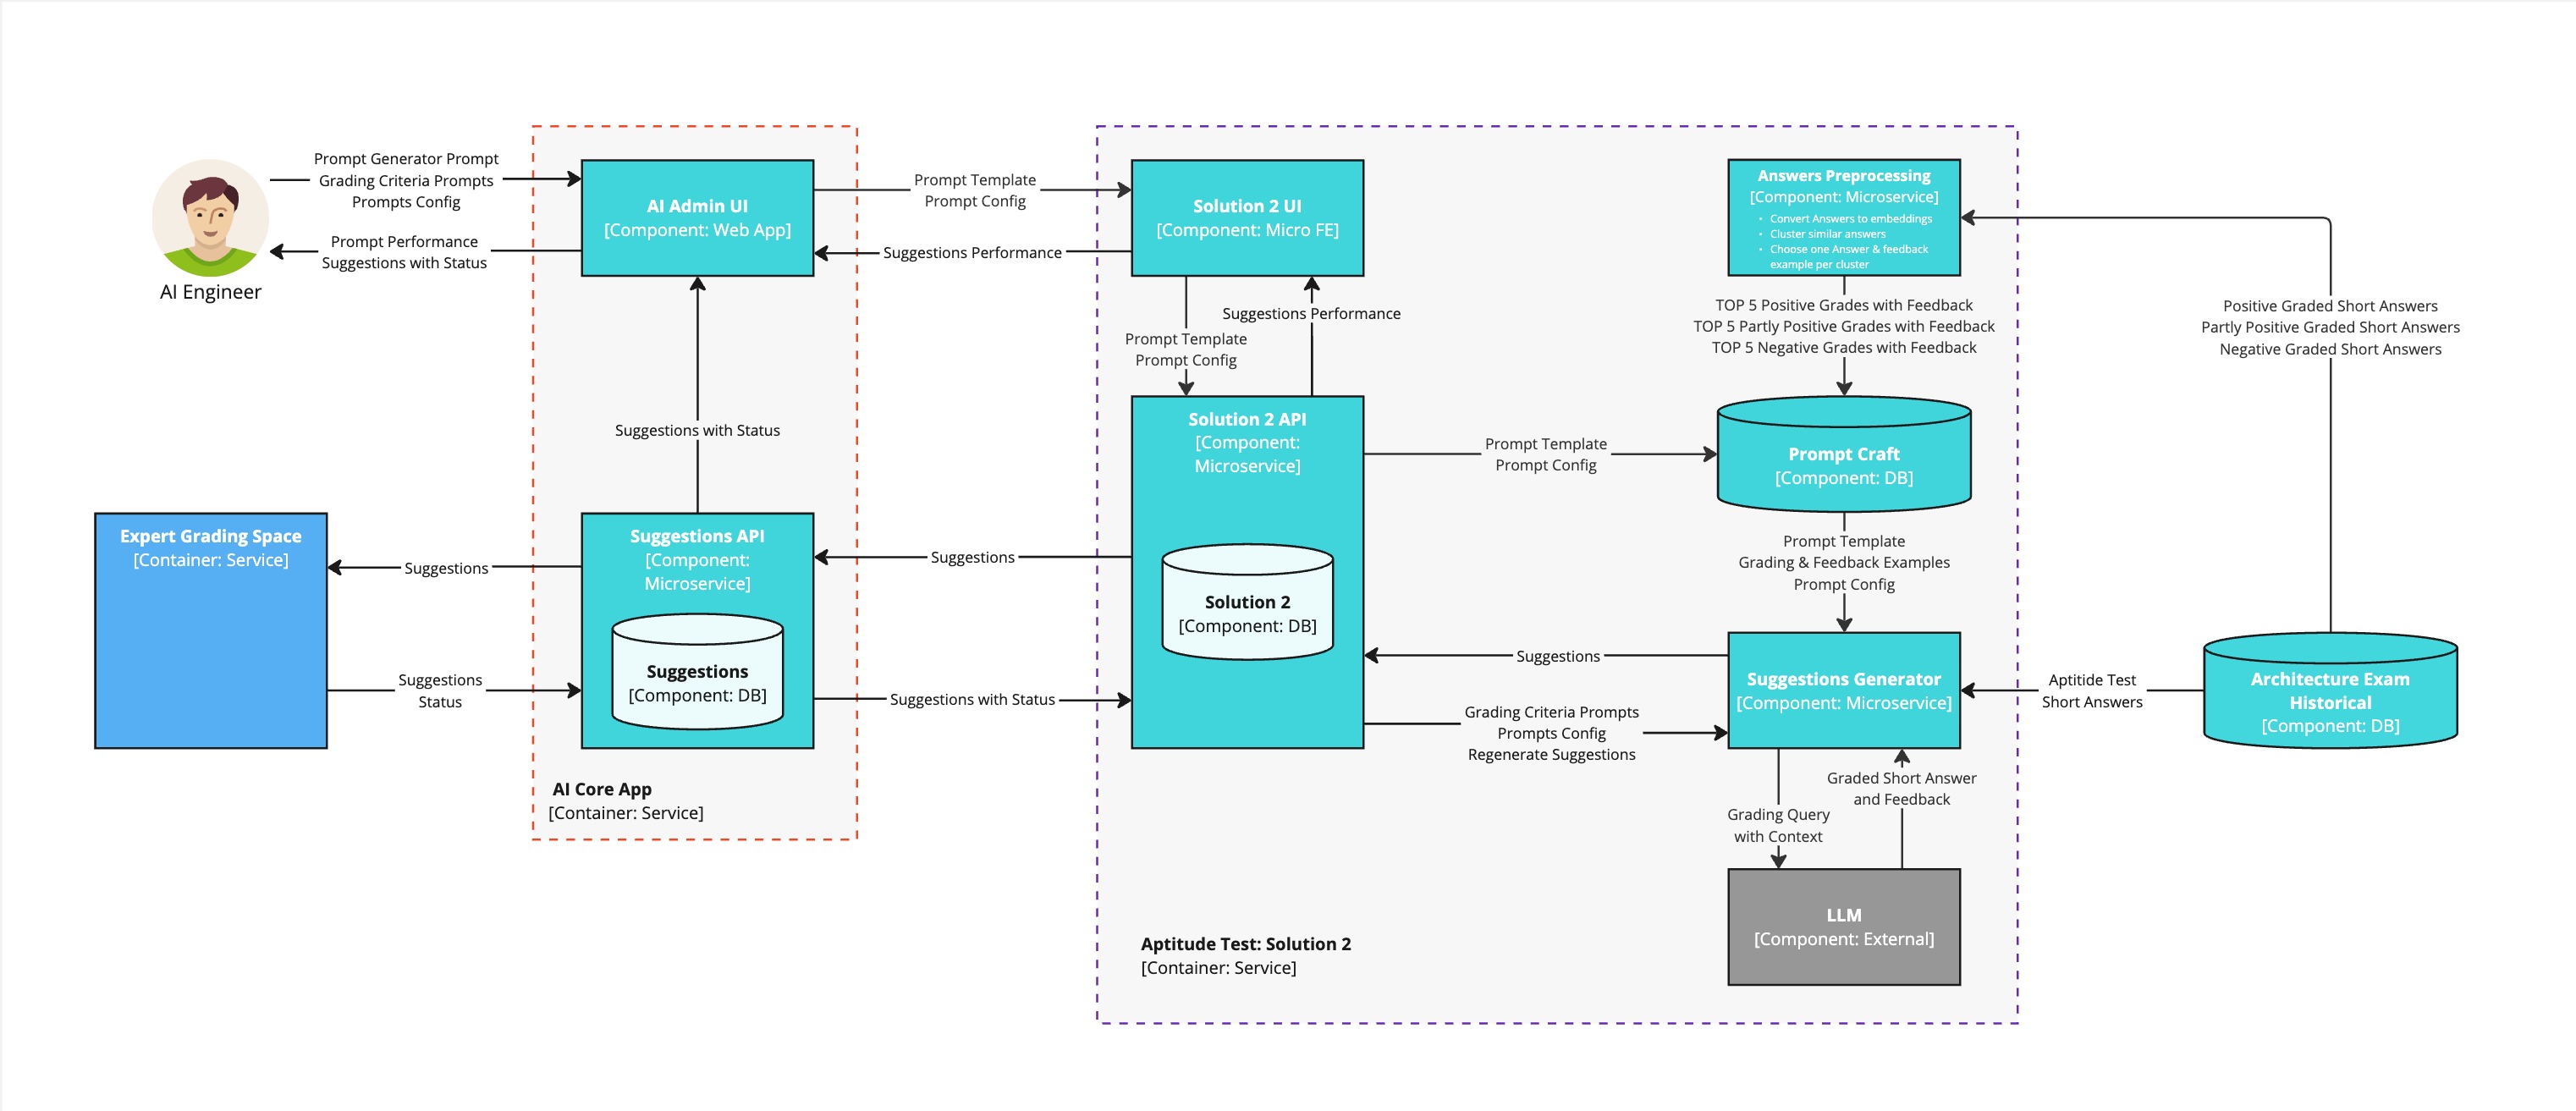 Prompt Generator Prompt
Grading Criteria Prompts
Prompts Config
Prompt Performance
Suggestions with Status
AI Engineer
AI Admin UI
[Component: Web App]
Prompt Template
Prompt Config
Suggestions Performance
Solution 2 UI
[Component: Micro FE]
Answers Preprocessing
[Component: Microservice]
• Convert Answers to embeddings
• Cluster similar answers
• Choose one Answer & feedback
example per cluster
Suggestions Performance
Prompt Template
Prompt Config
TOP 5 Positive Grades with Feedback
TOP 5 Partly Positive Grades with Feedback
TOP 5 Negative Grades with Feedback
Positive Graded Short Answers
Partly Positive Graded Short Answers
Negative Graded Short Answers
Suggestions with Status
Solution 2 API
[Component:
Microservice]
Prompt Template
Prompt Config
Prompt Craft
[Component: DB]
Expert Grading Space
[Container: Service]
Suggestions
Suggestions API
[Component:
Microservice]
Suggestions
Prompt Template
Grading & Feedback Examples
Prompt Config
Solution 2
[Component: DB]
Suggestions
Status
Suggestions
[Component: DB]
Suggestions with Status
Suggestions
Grading Criteria Prompts
Prompts Config
Regenerate Suggestions
Suggestions Generator
[Component: Microservice]
Aptitide Test
Short Answers
Architecture Exam
Historical
[Component: DB]
AI Core App
[Container: Service]
Graded Short Answer
and Feedback
Grading Query
with Context
LLM
[Component: External]
Aptitude Test: Solution 2
[Container: Service]